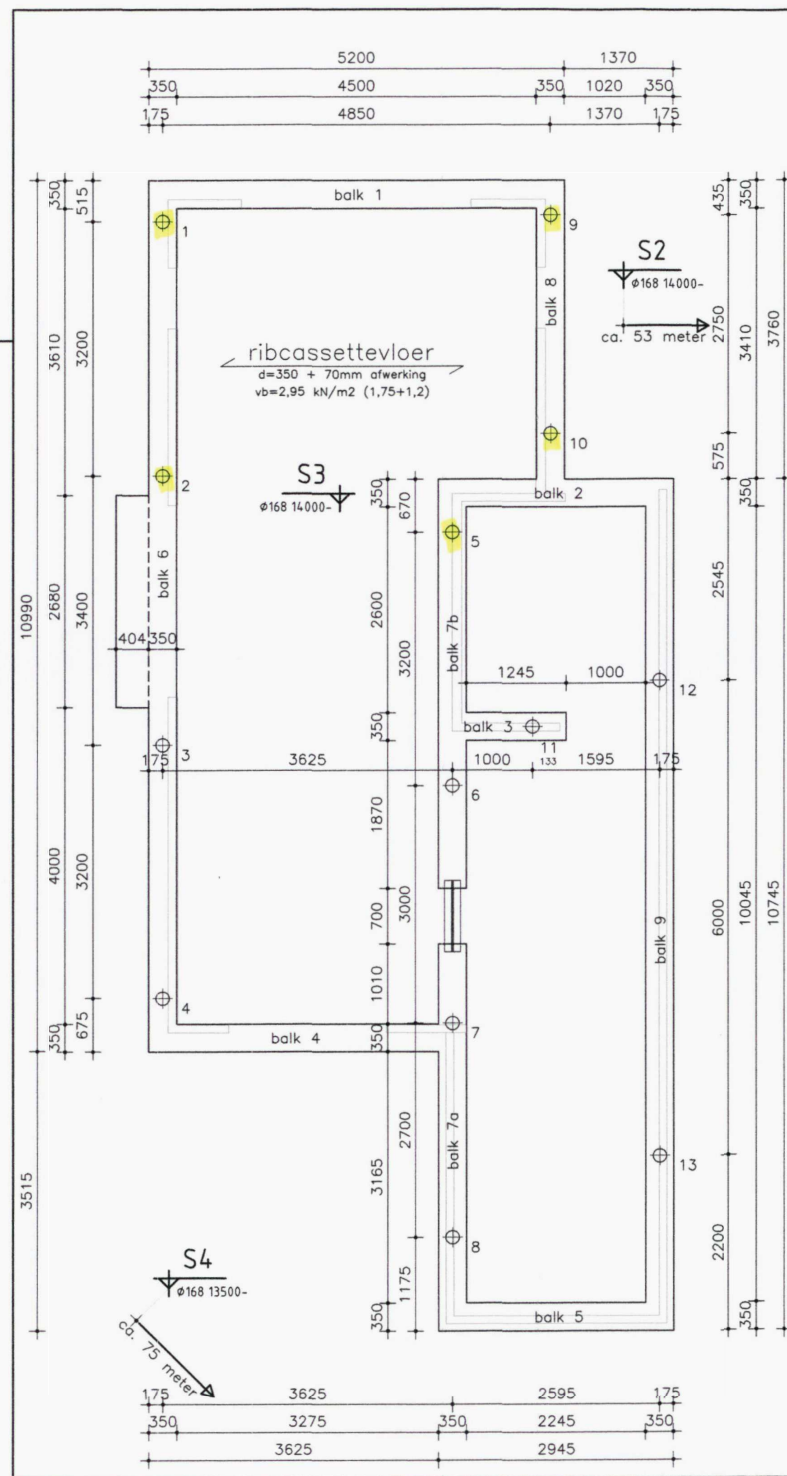 5200 1370
350 4500 350 1020 350
175 4850 1370 175
balk 1
1
9
balk 8
S2
ø168 14000-
ca. 53 meter
ribcassettevloer
d=350 + 70mm afwerking
vb=2,95 kN/m2 (1,75+1,2)
10
S3
ø168 14000-
2
balk 2
5
balk 6
balk 7b
404 350
1245 1000
12
balk 3
11
133
3
175 3625 1000 1595 175
6
balk 9
4
7
balk 4
balk 7a
13
8
S4
ø168 13500-
ca. 75 meter
balk 5
10990
3515
350
3610
2680
4000
350
515
3200
3400
3200
675
350
2600
350
1870
700
1010
350
3165
350
670
3200
3000
2700
1175
435
2750
575
2545
6000
2200
350
3410
350
10045
350
3760
10745
175 3625 2595 175
350 3275 350 2245 350
3625 2945